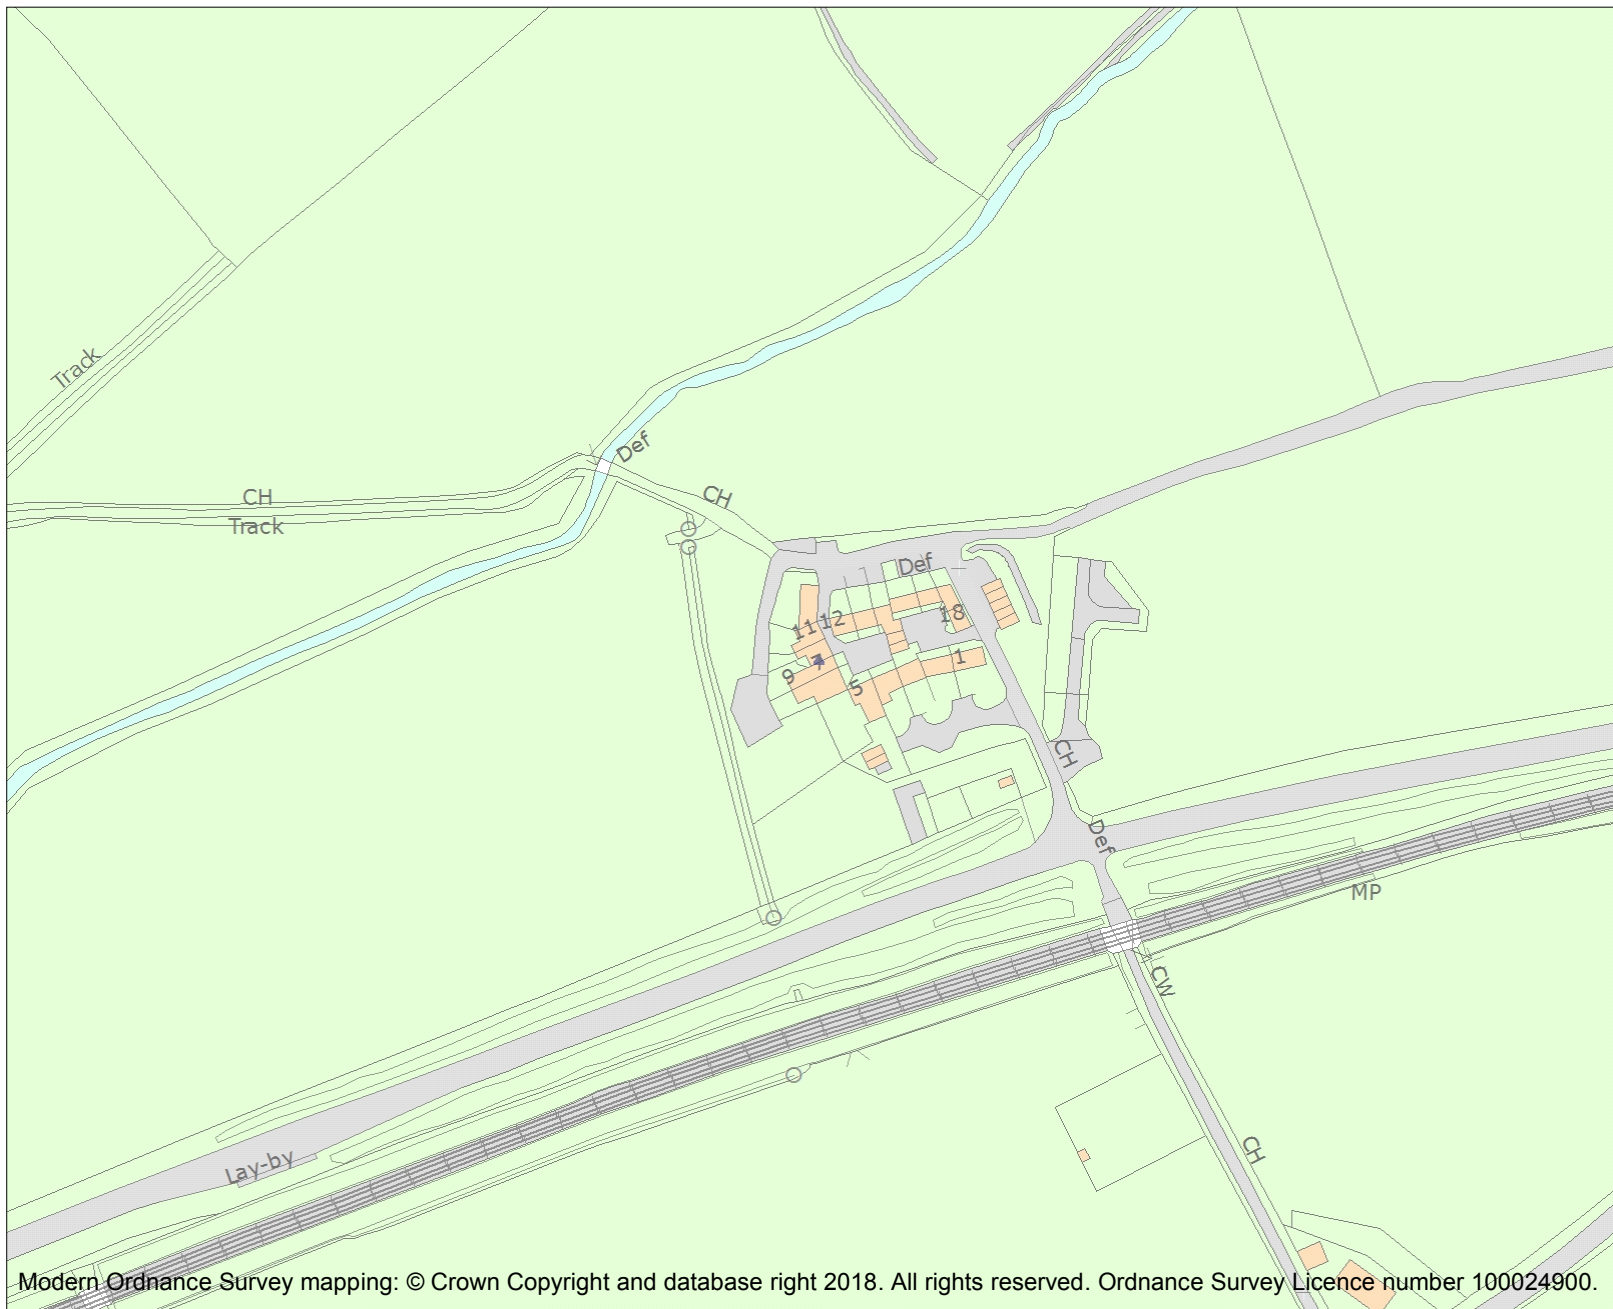 Track
Def
CH
CH
Track
Def
18
11
12
1
7
9
5
CH
Def
MP
CW
CH
Lay-by
Modern Ordnance Survey mapping: © Crown Copyright and database right 2018. All rights reserved. Ordnance Survey Licence number 100024900.